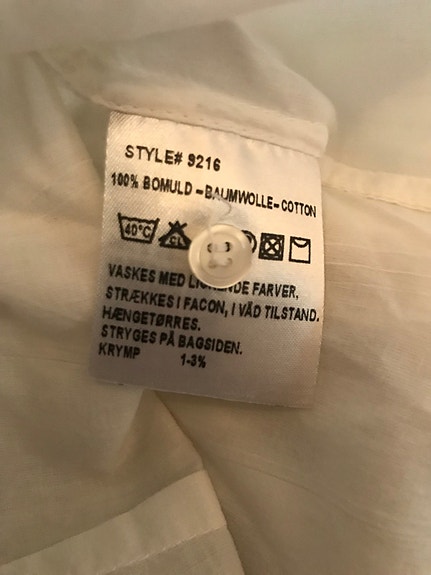 STYLE# 9216
100% BOMULD – BAUMWOLLE – COTTON
40°C CL
VASKES MED DE FARVER,
STRÆKKES I FACON, I VÅD TILSTAND.
HÆNGETØRRES.
STRYGES PÅ BAGSIDEN.
KRYMP 1-3%